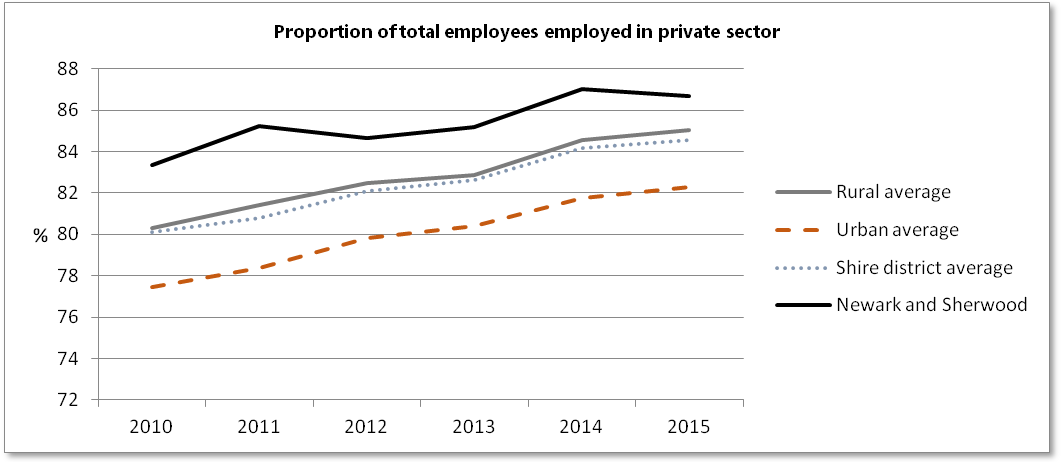 Proportion of total employees employed in private sector
88
86
84
82
80
78
76
74
72
%
2010 2011 2012 2013 2014 2015
Rural average
Urban average
Shire district average
Newark and Sherwood